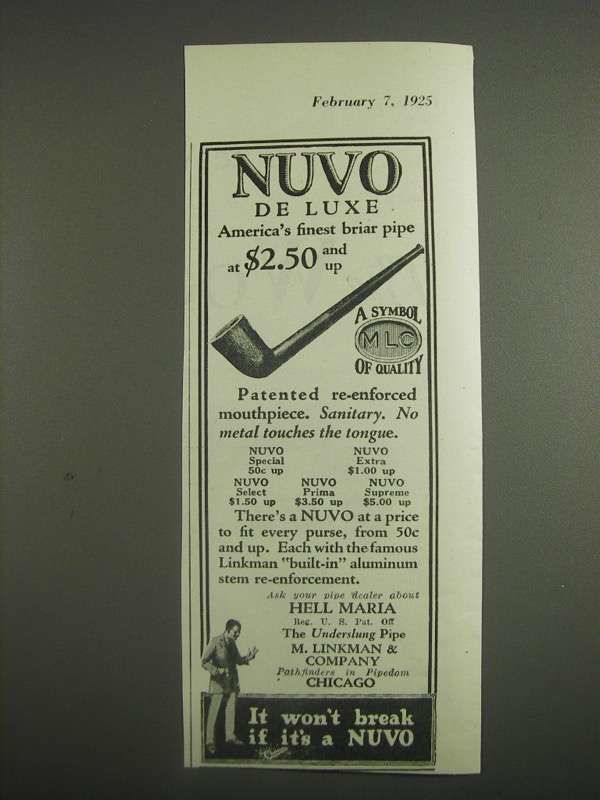 February 7, 1925
NUVO
DE LUXE
America's finest briar pipe
at $2.50 and up
A SYMBOL
MLC
OF QUALITY
Patented re-enforced
mouthpiece. Sanitary. No
metal touches the tongue.
NUVO NUVO
Special Extra
50c up $1.00 up
NUVO NUVO NUVO
Select Prima Supreme
$1.50 up $3.50 up $5.00 up
There's a NUVO at a price
to fit every purse, from 50c
and up. Each with the famous
Linkman "built-in" aluminum
stem re-enforcement.
Ask your pipe dealer about
HELL MARIA
Reg. U. S. Pat. Off
The Underslung Pipe
M. LINKMAN &
COMPANY
Pathfinders in Pipedom
CHICAGO
It won't break
if it's a NUVO